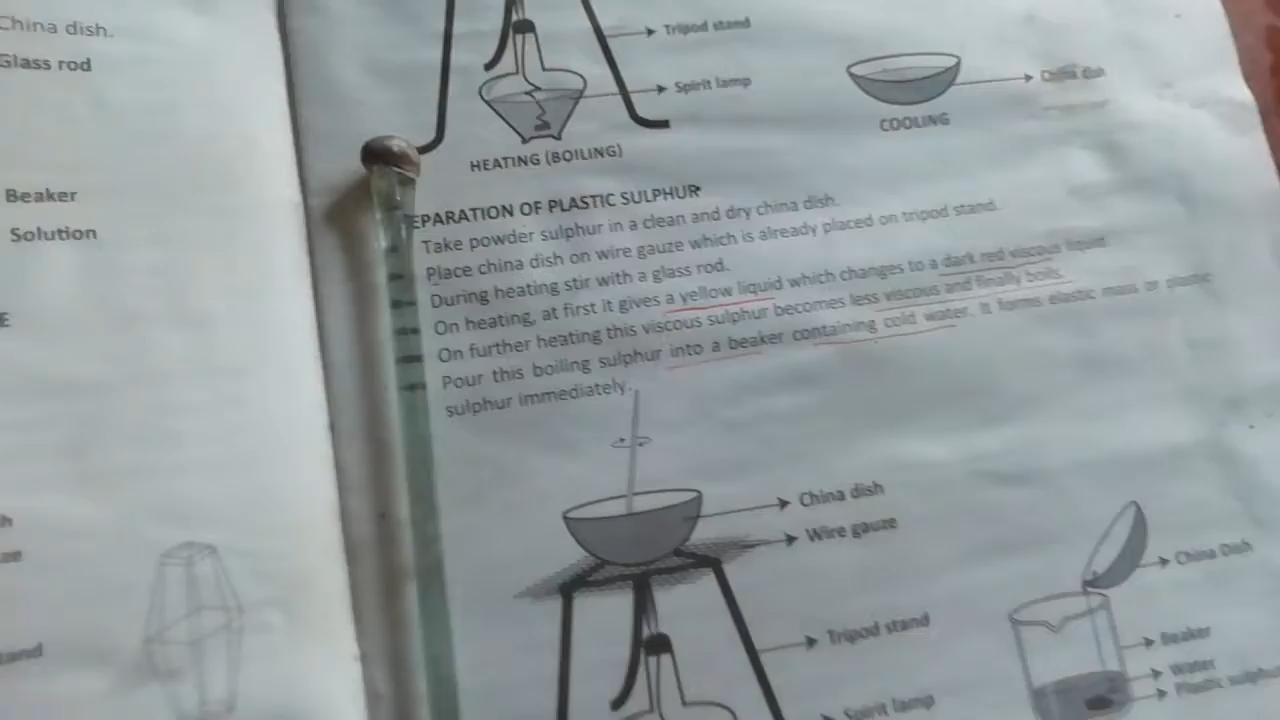 China dish.
Glass rod
Beaker
Solution
E
h
tand
Tripod stand
Spirit lamp
HEATING (BOILING)
China dish
COOLING
EPARATION OF PLASTIC SULPHUR
Take powder sulphur in a clean and dry china dish.
Place china dish on wire gauze which is already placed on tripod stand.
During heating stir with a glass rod.
On heating, at first it gives a yellow liquid which changes to a dark red viscous liquid.
On further heating this viscous sulphur becomes less viscous and finally boils.
Pour this boiling sulphur into a beaker containing cold water. It forms elastic mass or plastic
sulphur immediately.
China dish
Wire gauze
Tripod stand
Spirit lamp
China Dish
Beaker
Water
Plastic sulphur